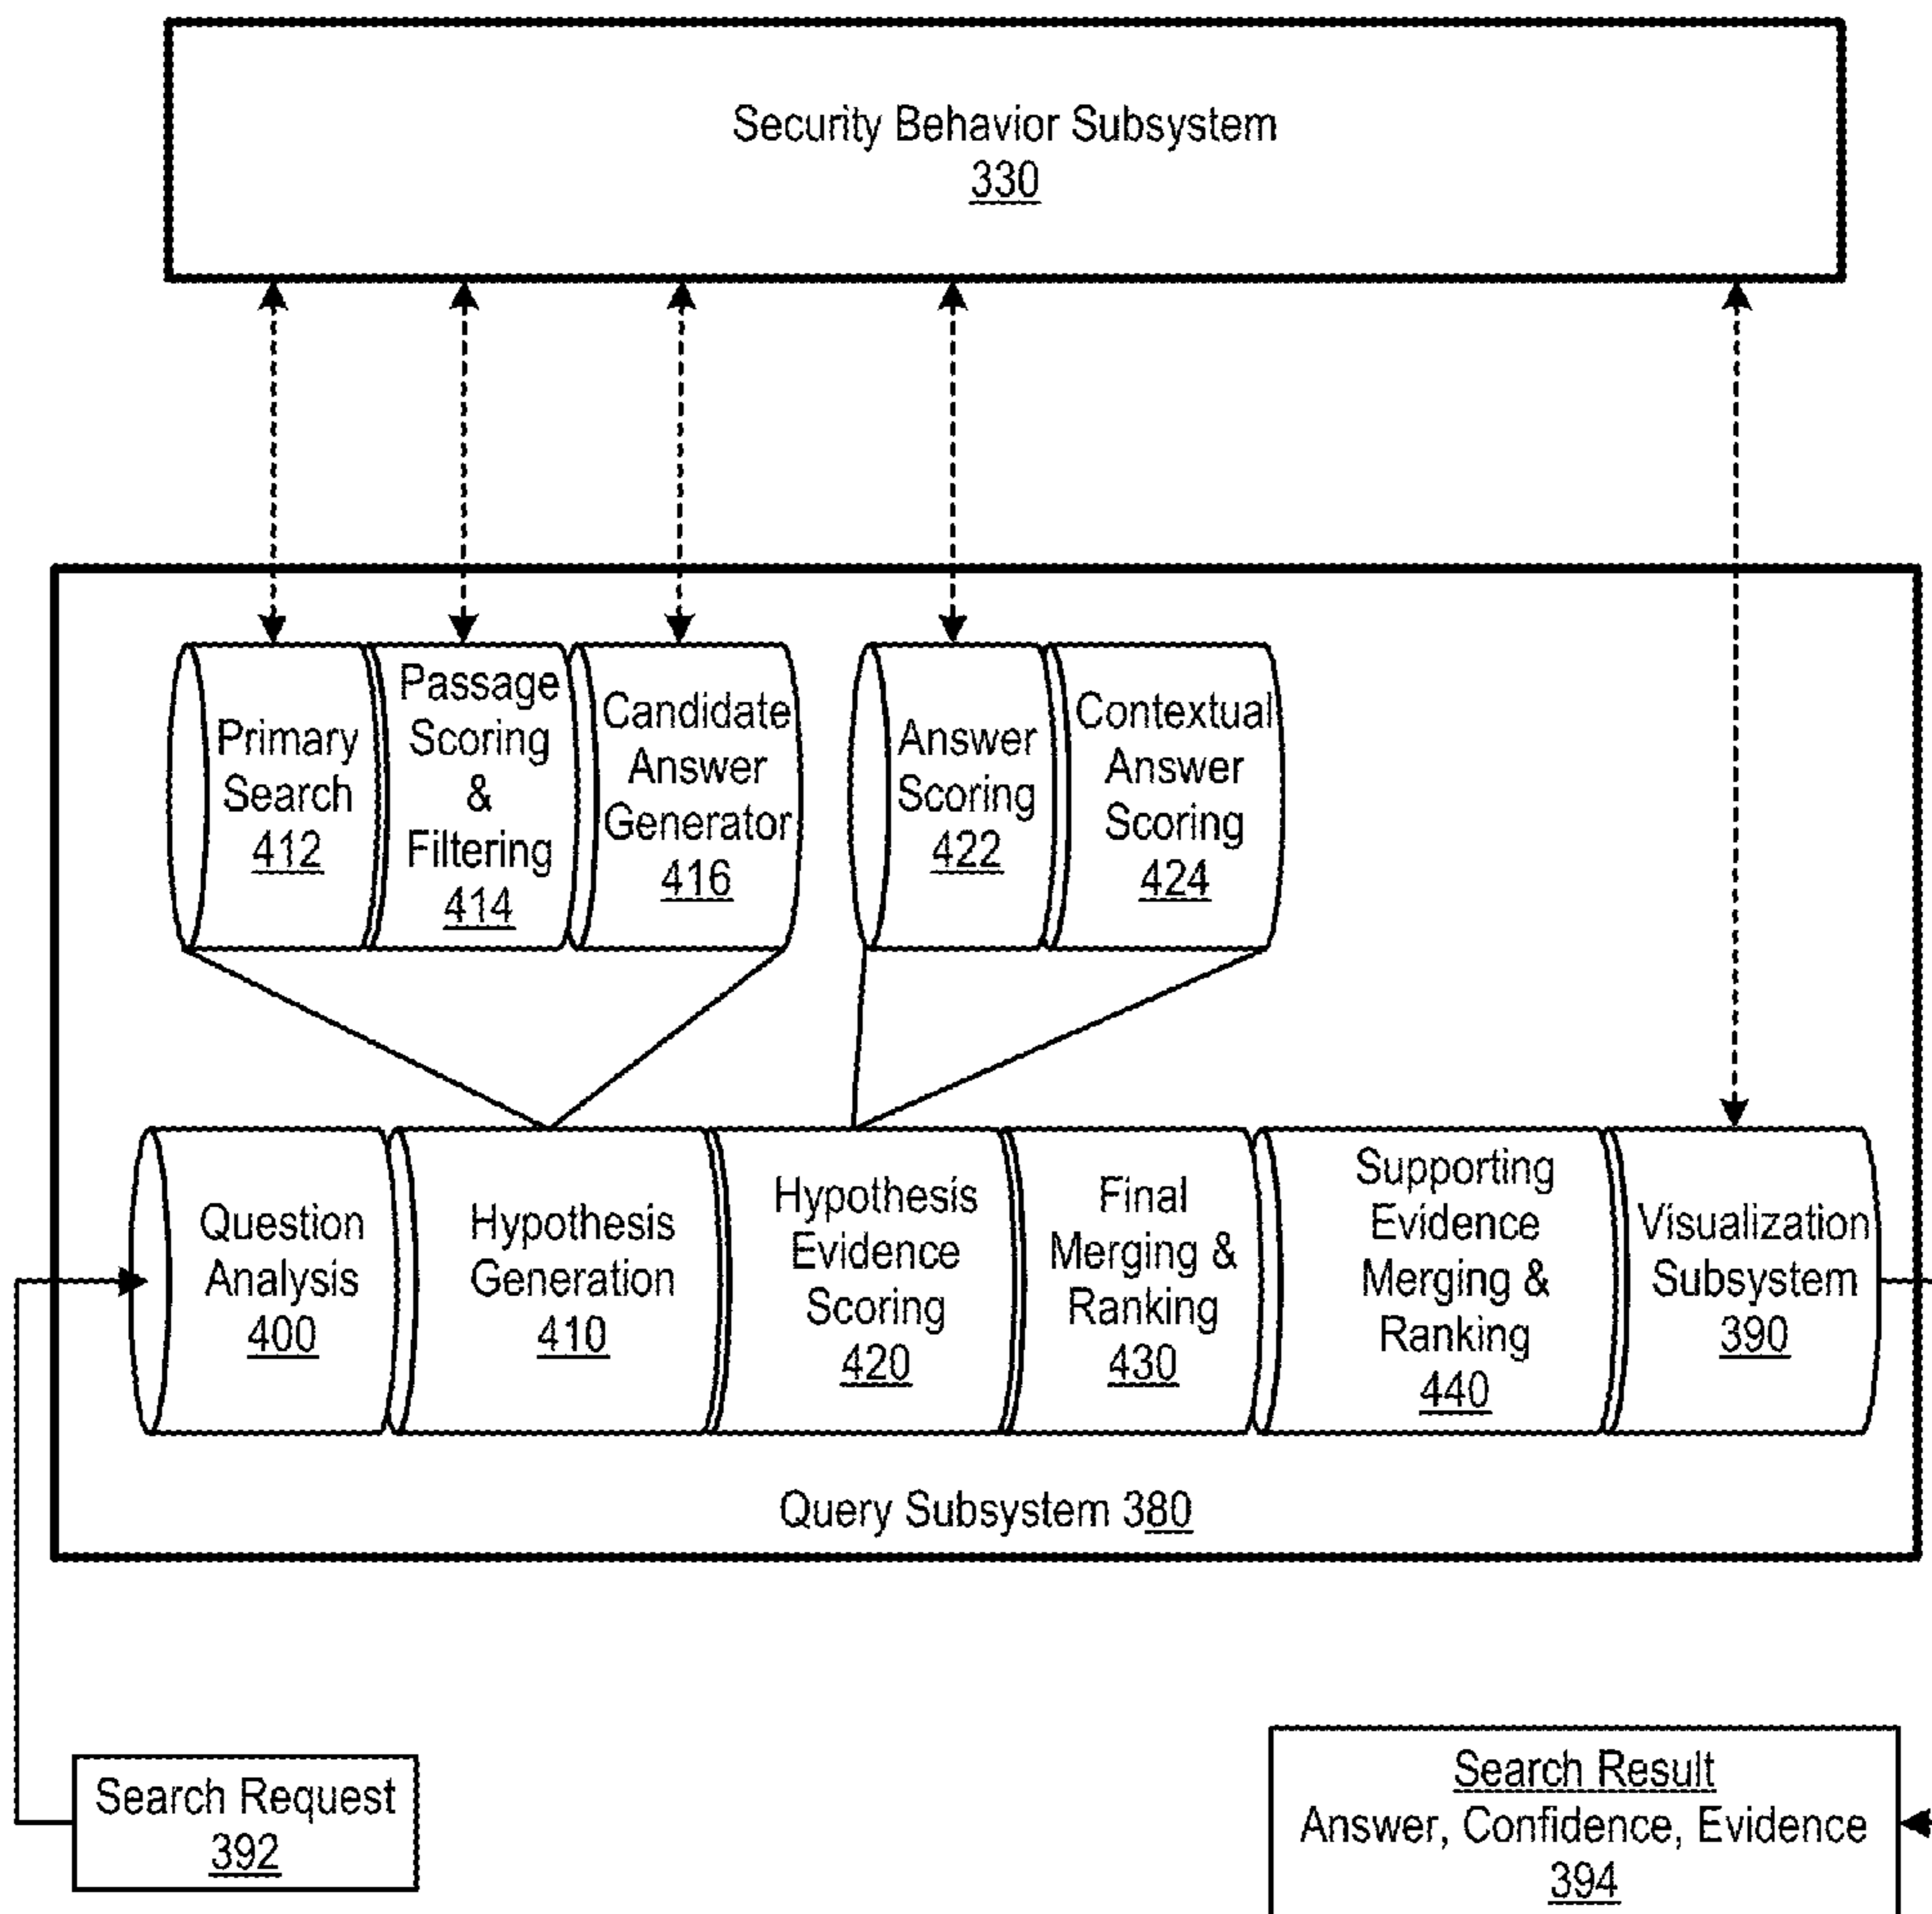 Security Behavior Subsystem
330
Primary
Search
412
Passage
Scoring
&
Filtering
414
Candidate
Answer
Generator
416
Answer
Scoring
422
Contextual
Answer
Scoring
424
Question
Analysis
400
Hypothesis
Generation
410
Hypothesis
Evidence
Scoring
420
Final
Merging &
Ranking
430
Supporting
Evidence
Merging &
Ranking
440
Visualization
Subsystem
390
Query Subsystem 380
Search Request
392
Search Result
Answer, Confidence, Evidence
394